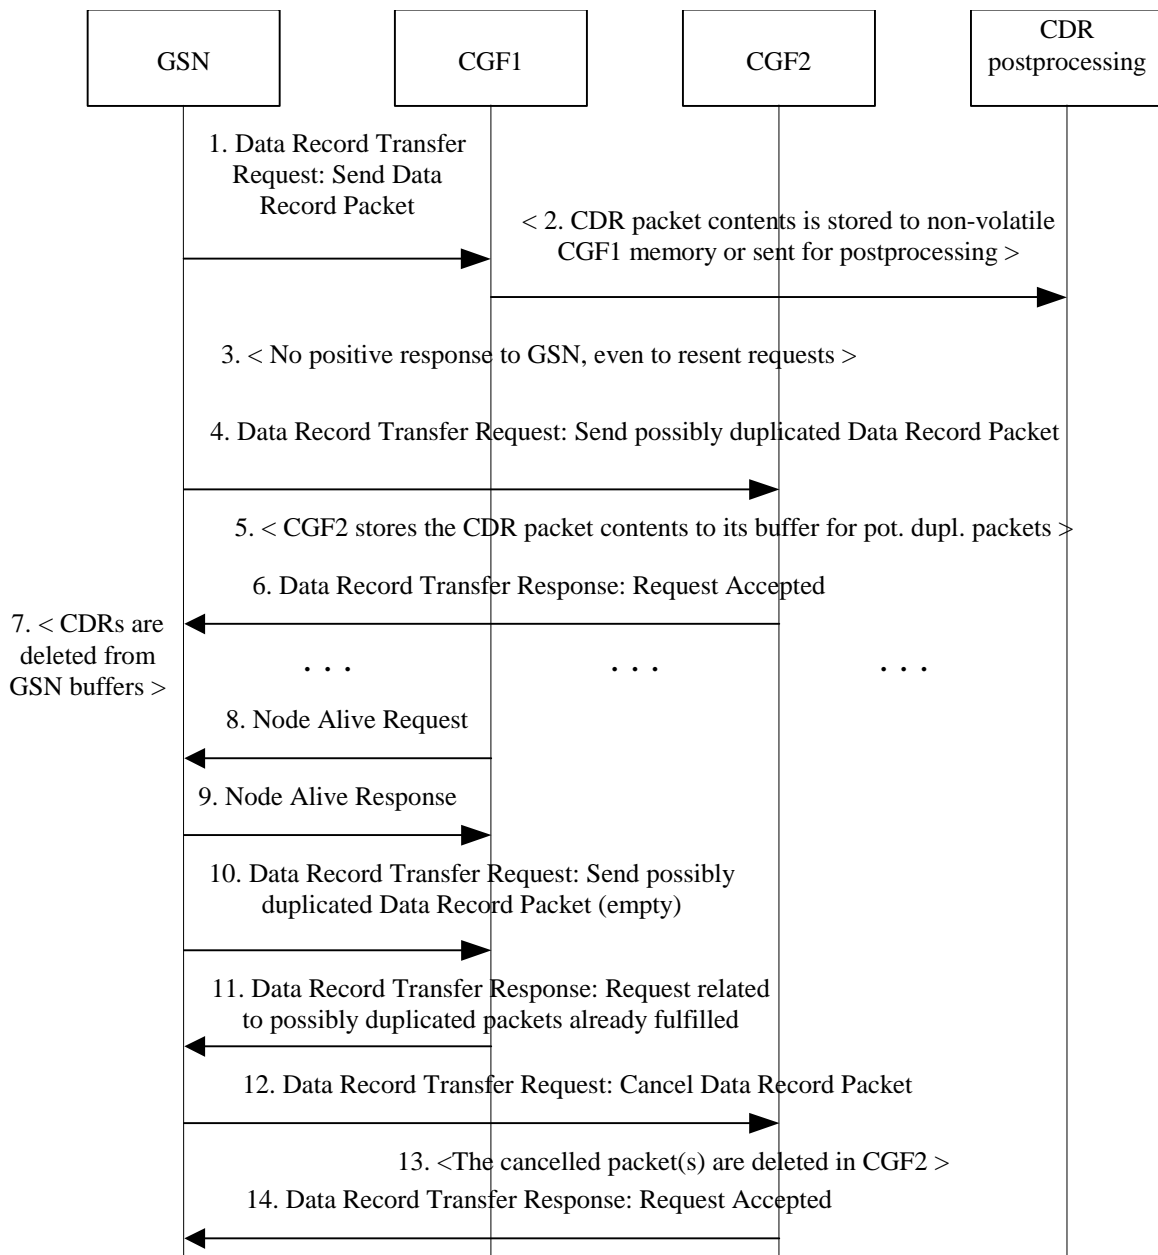 GSN
CGF1
CGF2
CDR
postprocessing
1. Data Record Transfer
Request: Send Data
Record Packet
< 2. CDR packet contents is stored to non-volatile
CGF1 memory or sent for postprocessing >
3. < No positive response to GSN, even to resent requests >
4. Data Record Transfer Request: Send possibly duplicated Data Record Packet
5. < CGF2 stores the CDR packet contents to its buffer for pot. dupl. packets >
6. Data Record Transfer Response: Request Accepted
7. < CDRs are
deleted from
GSN buffers >
. . . . . . . . .
8. Node Alive Request
9. Node Alive Response
10. Data Record Transfer Request: Send possibly
duplicated Data Record Packet (empty)
11. Data Record Transfer Response: Request related
to possibly duplicated packets already fulfilled
12. Data Record Transfer Request: Cancel Data Record Packet
13. <The cancelled packet(s) are deleted in CGF2 >
14. Data Record Transfer Response: Request Accepted